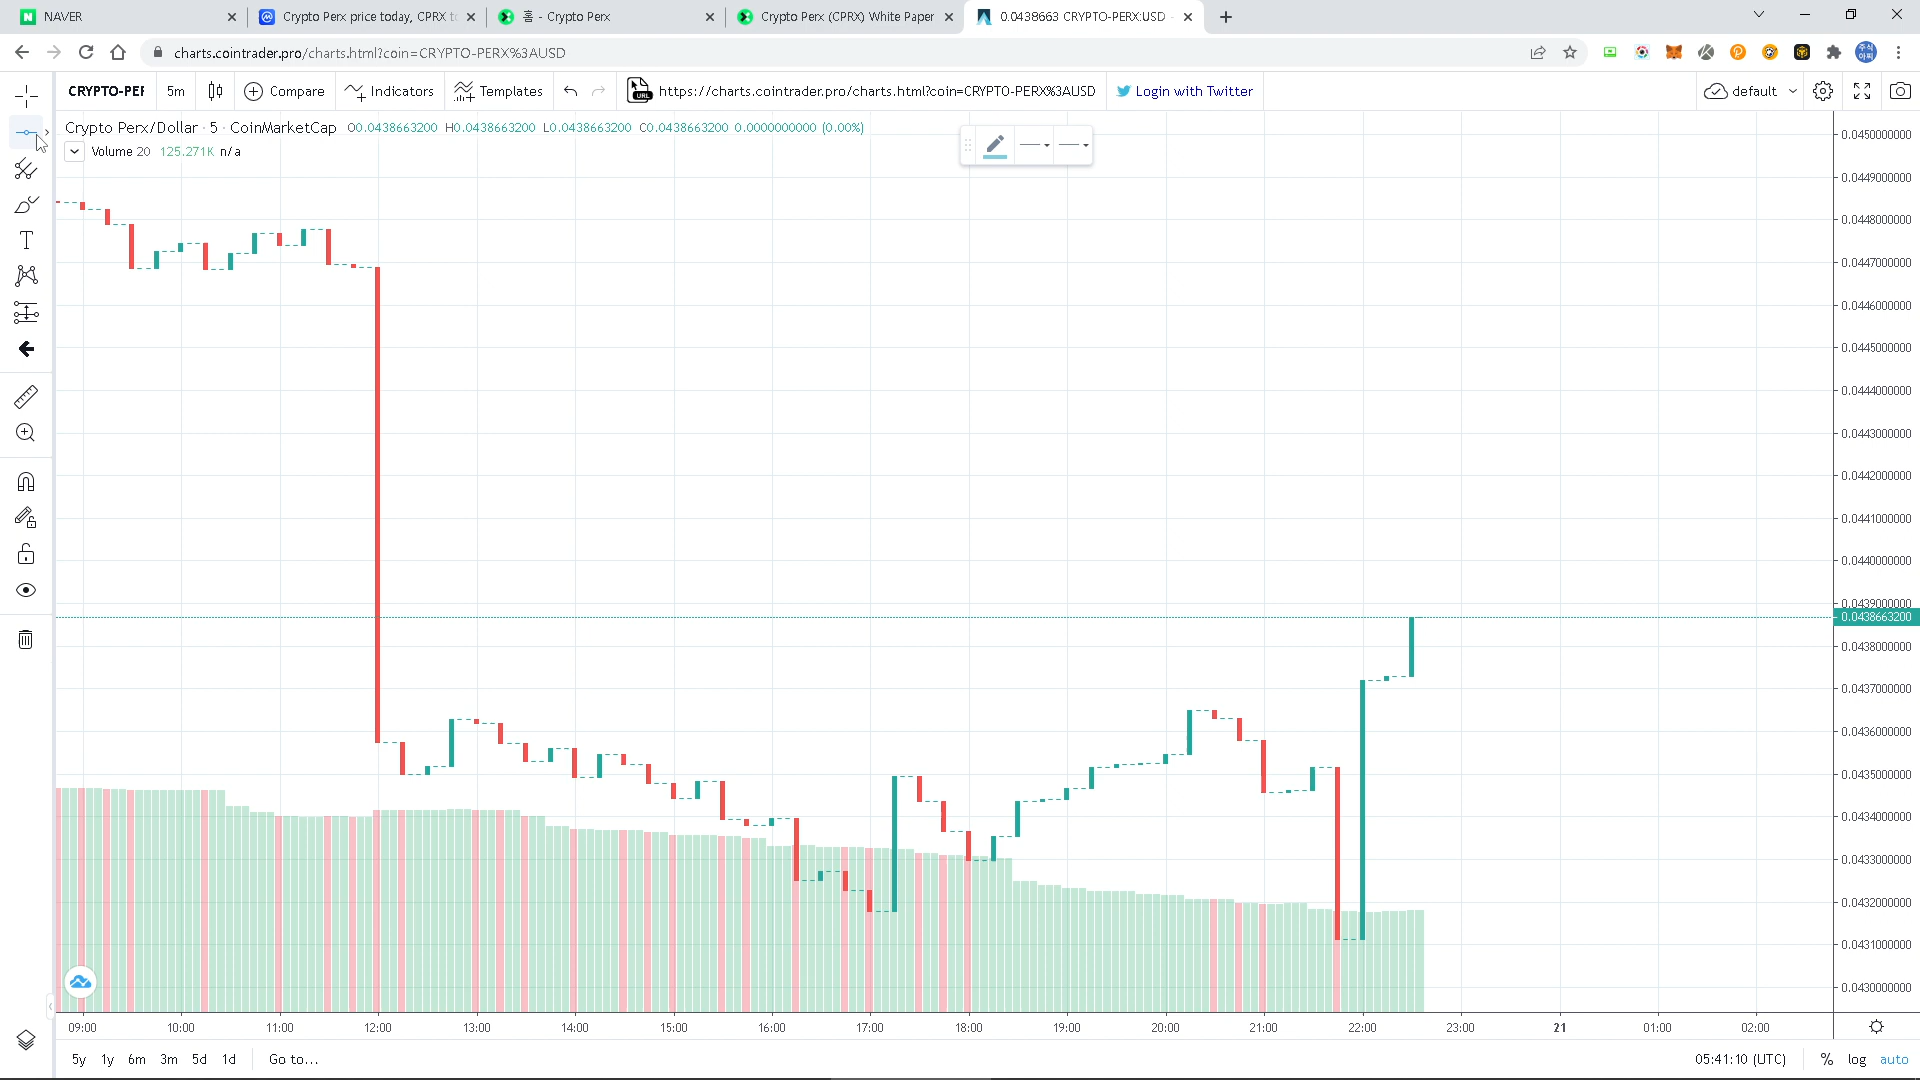 NAVER
Crypto Perx price today, CPRX to
홈 - Crypto Perx
Crypto Perx (CPRX) White Paper
0.0438663 CRYPTO-PERX:USD
charts.cointrader.pro/charts.html?coin=CRYPTO-PERX%3AUSD
CRYPTO-PER
5m
Compare
Indicators
Templates
URL
https://charts.cointrader.pro/charts.html?coin=CRYPTO-PERX%3AUSD
Login with Twitter
default
Crypto Perx/Dollar · 5 · CoinMarketCap O0.0438663200 H0.0438663200 L0.0438663200 C0.0438663200 0.0000000000 (0.00%)
Volume 20 125.271K n/a
0.0450000000
0.0449000000
0.0448000000
0.0447000000
0.0446000000
0.0445000000
0.0444000000
0.0443000000
0.0442000000
0.0441000000
0.0440000000
0.0439000000
0.0438663200
0.0438000000
0.0437000000
0.0436000000
0.0435000000
0.0434000000
0.0433000000
0.0432000000
0.0431000000
0.0430000000
09:00 10:00 11:00 12:00 13:00 14:00 15:00 16:00 17:00 18:00 19:00 20:00 21:00 22:00 23:00 21 01:00 02:00
5y 1y 6m 3m 5d 1d Go to...
05:41:10 (UTC) % log auto